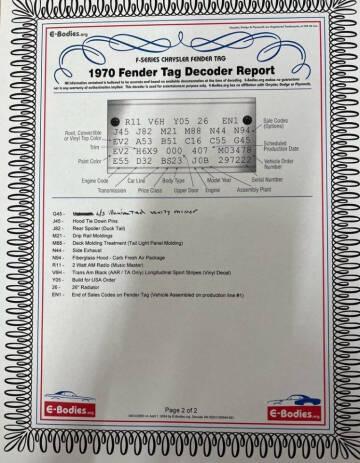 E-Bodies.org
F-SERIES CHRYSLER FENDER TAG
1970 Fender Tag Decoder Report
R11 V6H Y05 26 EN1
J45 J82 M21 M88 N44 N94
EV2 A53 B51 C16 C55 G45
EV2 H6X9 000 407 M03478
E55 D32 BS23 J0B 297222
Roof, Convertible
or Vinyl Top Color
Trim
Paint Color
Sales Codes
(Options)
Scheduled
Production Date
Vehicle Order
Number
Engine Code
Car Line
Body Type
Model Year
Serial Number
Transmission
Price Class
Upper Door
Engine
Assembly Plant
G45 - illuminated vanity mirror
J45 - Hood Tie Down Pins
J82 - Rear Spoiler (Duck Tail)
M21 - Drip Rail Moldings
M88 - Deck Molding Treatment (Tail Light Panel Molding)
N44 - Side Exhaust
N94 - Fiberglass Hood - Carb Fresh Air Package
R11 - 2 Watt AM Radio (Music Master)
V6H - Trans Am Black (AAR / TA Only) Longitudinal Sport Stripes (Vinyl Decal)
Y05 - Build for USA Order
26 - 26" Radiator
EN1 - End of Sales Codes on Fender Tag (Vehicle Assembled on production line #1)
Page 2 of 2
E-Bodies.org
E-Bodies.org